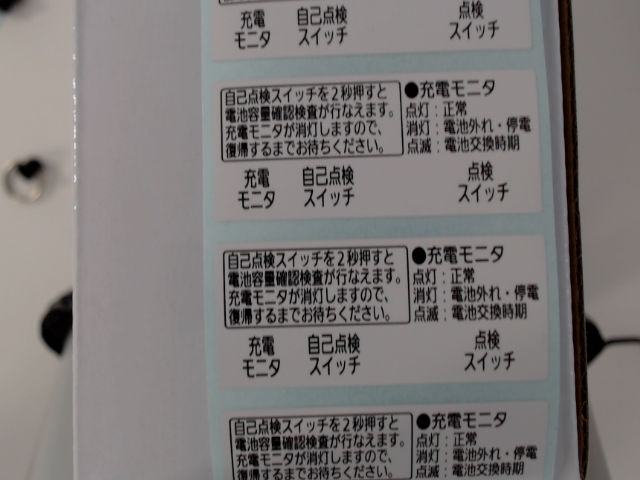 充電 自己点検 点検
モニタ スイッチ スイッチ
自己点検スイッチを2秒押すと
電池容量確認検査が行なえます。
充電モニタが消灯しますので、
復帰するまでお待ちください。
●充電モニタ
点灯：正常
消灯：電池外れ・停電
点滅：電池交換時期
充電 自己点検 点検
モニタ スイッチ スイッチ
自己点検スイッチを2秒押すと
電池容量確認検査が行なえます。
充電モニタが消灯しますので、
復帰するまでお待ちください。
●充電モニタ
点灯：正常
消灯：電池外れ・停電
点滅：電池交換時期
充電 自己点検 点検
モニタ スイッチ スイッチ
自己点検スイッチを2秒押すと
電池容量確認検査が行なえます。
充電モニタが消灯しますので、
復帰するまでお待ちください。
●充電モニタ
点灯：正常
消灯：電池外れ・停電
点滅：電池交換時期